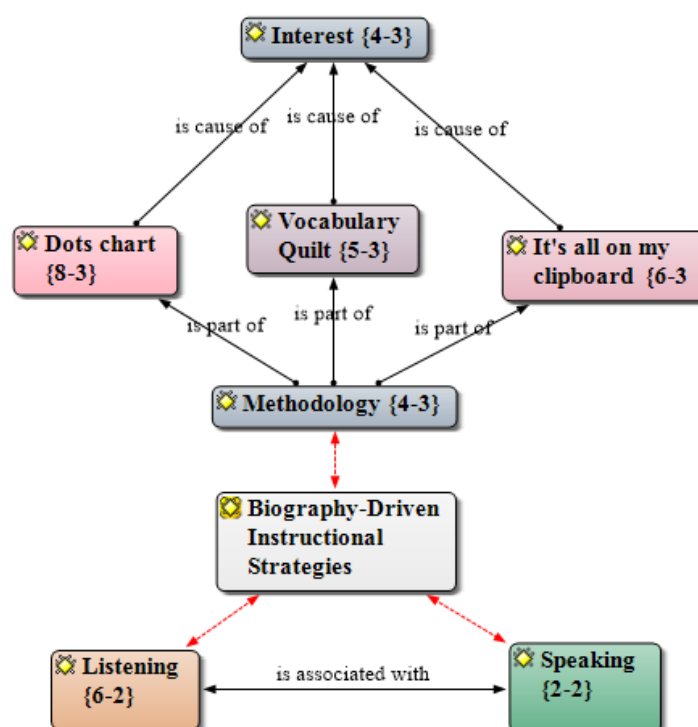 Interest {4-3}
is cause of
is cause of
is cause of
Dots chart
{8-3}
Vocabulary
Quilt {5-3}
It's all on my
clipboard {6-3
is part of
is part of
is part of
Methodology {4-3}
Biography-Driven
Instructional
Strategies
Listening
{6-2}
is associated with
Speaking
{2-2}